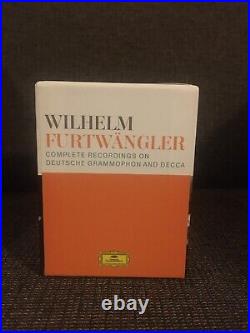 WILHELM
FURTWÄNGLER
COMPLETE RECORDINGS ON
DEUTSCHE GRAMMOPHON AND DECCA